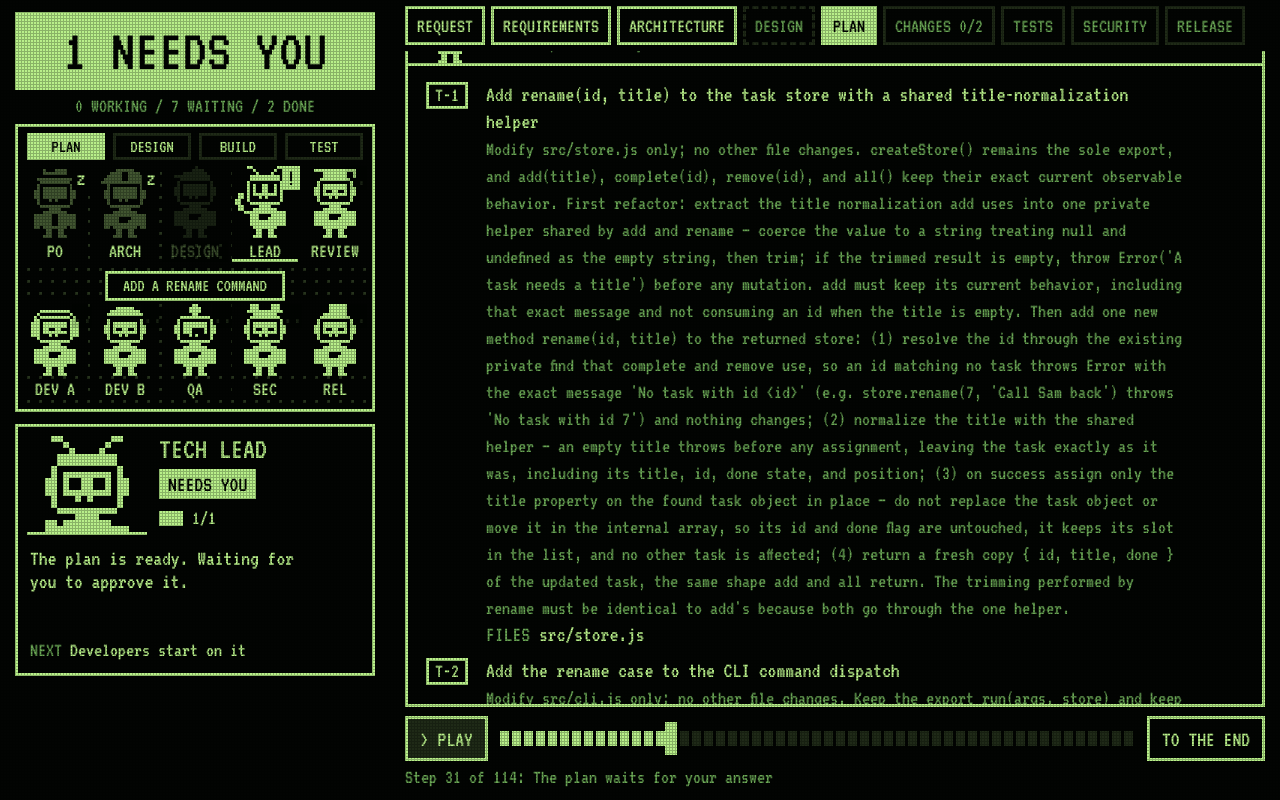 1 NEEDS YOU
0 WORKING / 7 WAITING / 2 DONE
PLAN DESIGN BUILD TEST
PO ARCH DESIGN LEAD REVIEW
ADD A RENAME COMMAND
DEV A DEV B QA SEC REL
TECH LEAD
NEEDS YOU
1/1
The plan is ready. Waiting for
you to approve it.
NEXT Developers start on it
REQUEST REQUIREMENTS ARCHITECTURE DESIGN PLAN CHANGES 0/2 TESTS SECURITY RELEASE
T-1 Add rename(id, title) to the task store with a shared title-normalization
helper
Modify src/store.js only; no other file changes. createStore() remains the sole export,
and add(title), complete(id), remove(id), and all() keep their exact current observable
behavior. First refactor: extract the title normalization add uses into one private
helper shared by add and rename - coerce the value to a string treating null and
undefined as the empty string, then trim; if the trimmed result is empty, throw Error('A
task needs a title') before any mutation. add must keep its current behavior, including
that exact message and not consuming an id when the title is empty. Then add one new
method rename(id, title) to the returned store: (1) resolve the id through the existing
private find that complete and remove use, so an id matching no task throws Error with
the exact message 'No task with id <id>' (e.g. store.rename(7, 'Call Sam back') throws
'No task with id 7') and nothing changes; (2) normalize the title with the shared
helper - an empty title throws before any assignment, leaving the task exactly as it
was, including its title, id, done state, and position; (3) on success assign only the
title property on the found task object in place - do not replace the task object or
move it in the internal array, so its id and done flag are untouched, it keeps its slot
in the list, and no other task is affected; (4) return a fresh copy { id, title, done }
of the updated task, the same shape add and all return. The trimming performed by
rename must be identical to add's because both go through the one helper.
FILES src/store.js
T-2 Add the rename case to the CLI command dispatch
Modify src/cli.js only; no other file changes. Keep the export run(args, store) and keep
> PLAY
TO THE END
Step 31 of 114: The plan waits for your answer